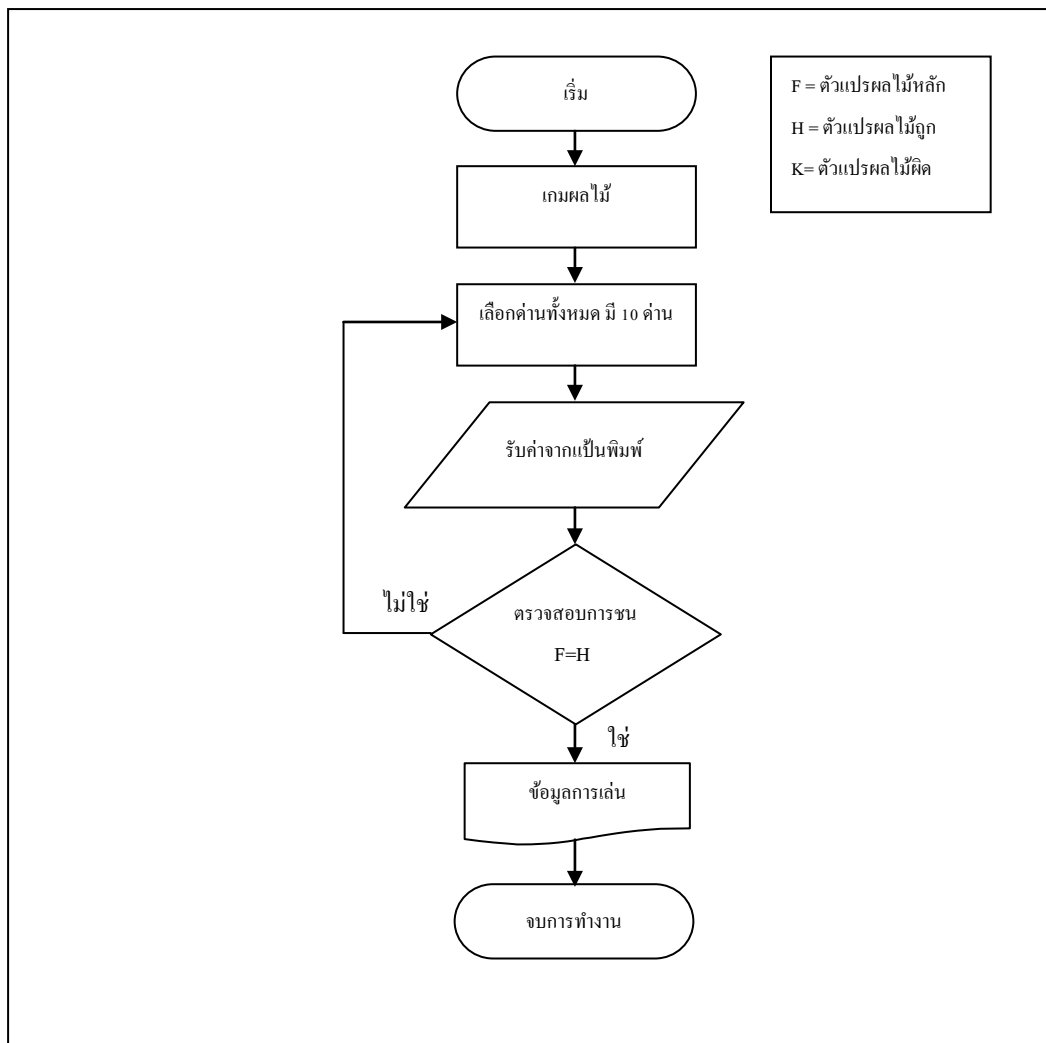 เริ่ม
F = ตัวแปรผลไม้หลัก
H = ตัวแปรผลไม้ถูก
K= ตัวแปรผลไม้ผิด
เกมผลไม้
เลือกด่านทั้งหมด มี 10 ด่าน
รับค่าจากแป้นพิมพ์
ไม่ใช่
ตรวจสอบการชน
F=H
ใช่
ข้อมูลการเล่น
จบการทำงาน